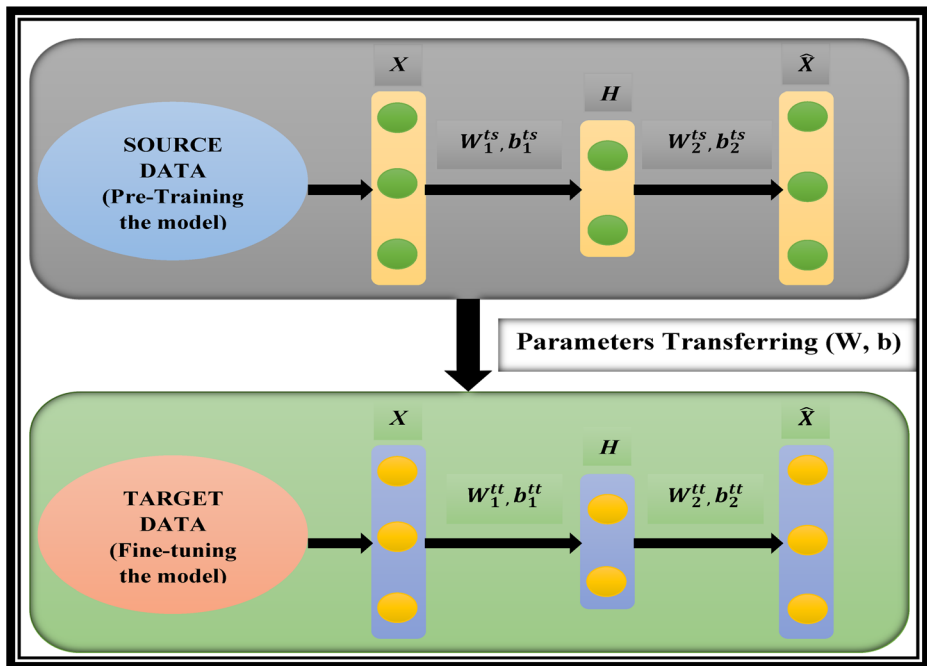 X
H
X̂
SOURCE
DATA
(Pre-Training
the model)
W₁ᵗˢ, b₁ᵗˢ
W₂ᵗˢ, b₂ᵗˢ
Parameters Transferring (W, b)
X
H
X̂
TARGET
DATA
(Fine-tuning
the model)
W₁ᵗᵗ, b₁ᵗᵗ
W₂ᵗᵗ, b₂ᵗᵗ